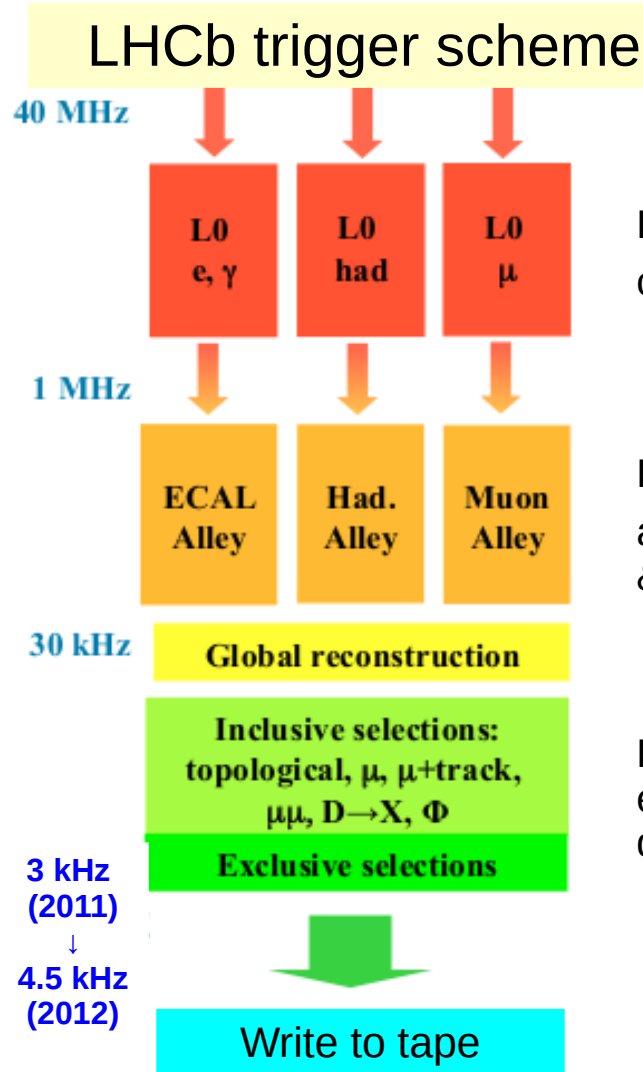 LHCb trigger scheme
40 MHz
L0 L0 L0
e, γ had μ
1 MHz
ECAL Had. Muon
Alley Alley Alley
30 kHz
Global reconstruction
Inclusive selections:
topological, μ, μ+track,
μμ, D→X, Φ
Exclusive selections
3 kHz
(2011)
↓
4.5 kHz
(2012)
Write to tape